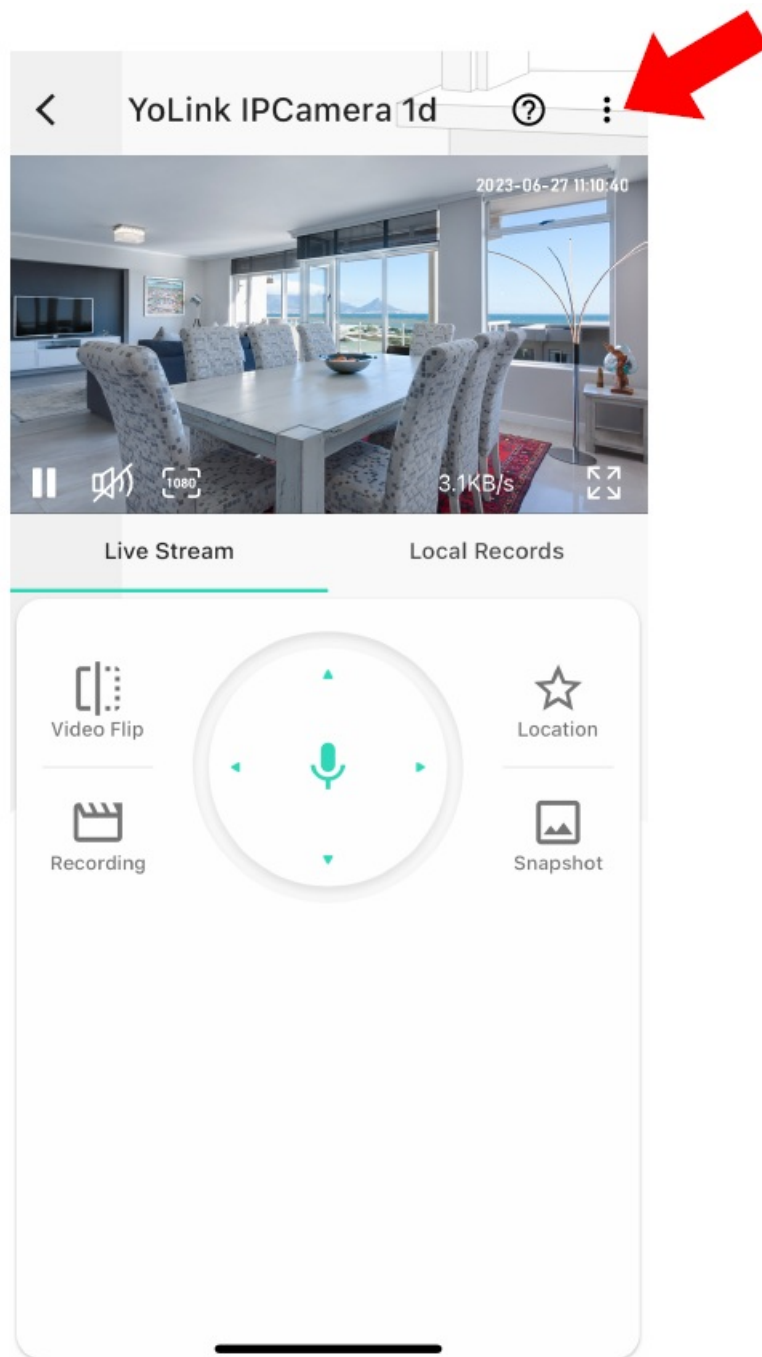 YoLink IPCamera 1d
2023-06-27 11:10:40
1080
3.1KB/s
Live Stream
Local Records
Video Flip
Location
Recording
Snapshot